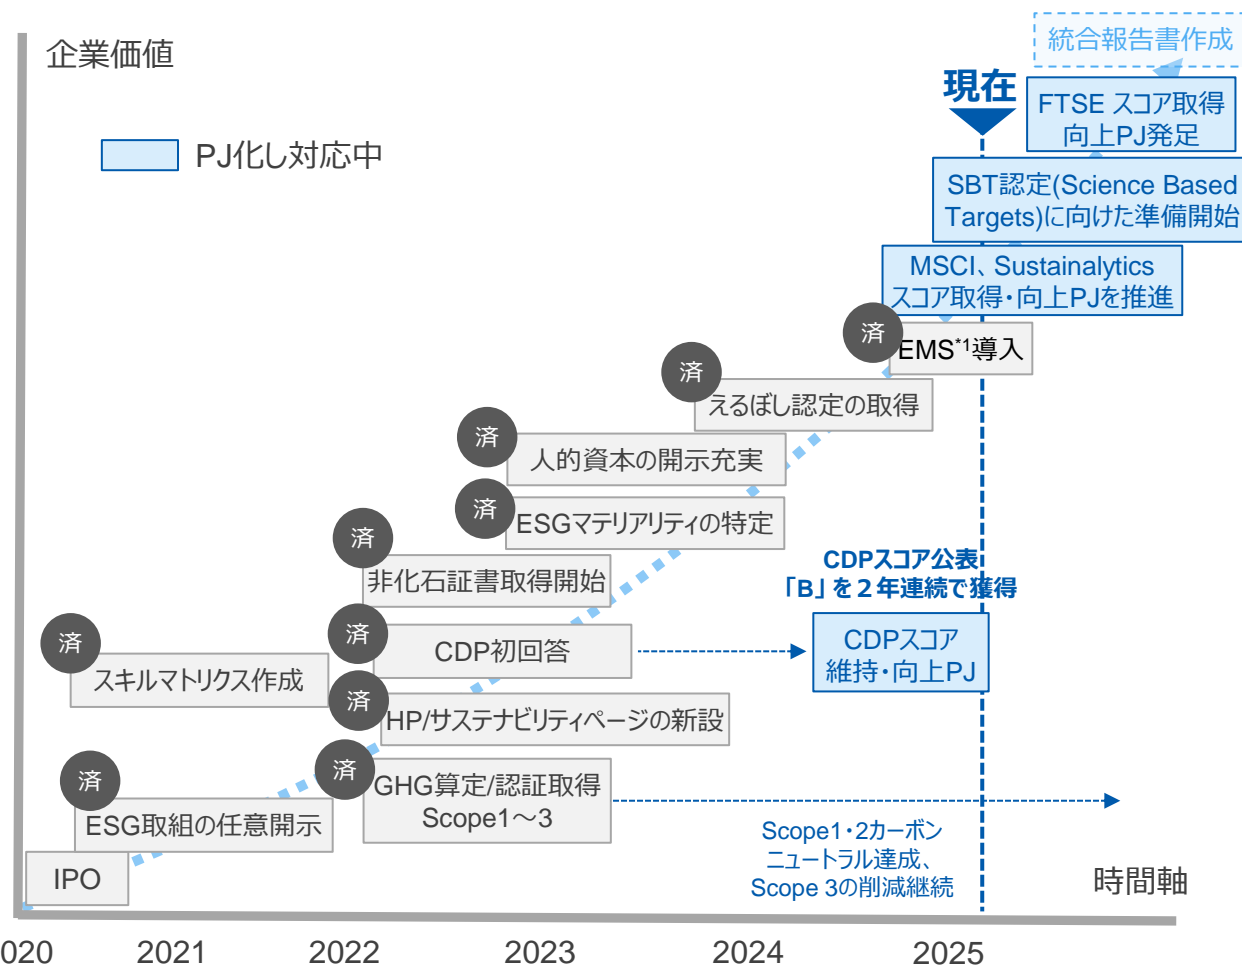 企業価値
PJ化し対応中
現在
統合報告書作成
FTSE スコア取得
向上PJ発足
SBT認定(Science Based
Targets)に向けた準備開始
MSCI、Sustainalytics
スコア取得・向上PJを推進
済
EMS*1導入
済
えるぼし認定の取得
済
人的資本の開示充実
済
ESGマテリアリティの特定
済
非化石証書取得開始
CDPスコア公表
「B」を2年連続で獲得
済
CDP初回答
CDPスコア
維持・向上PJ
済
スキルマトリクス作成
済
HP/サステナビリティページの新設
済
GHG算定/認証取得
Scope1～3
済
ESG取組の任意開示
Scope1・2カーボン
ニュートラル達成、
Scope 3の削減継続
IPO
時間軸
020 2021 2022 2023 2024 2025